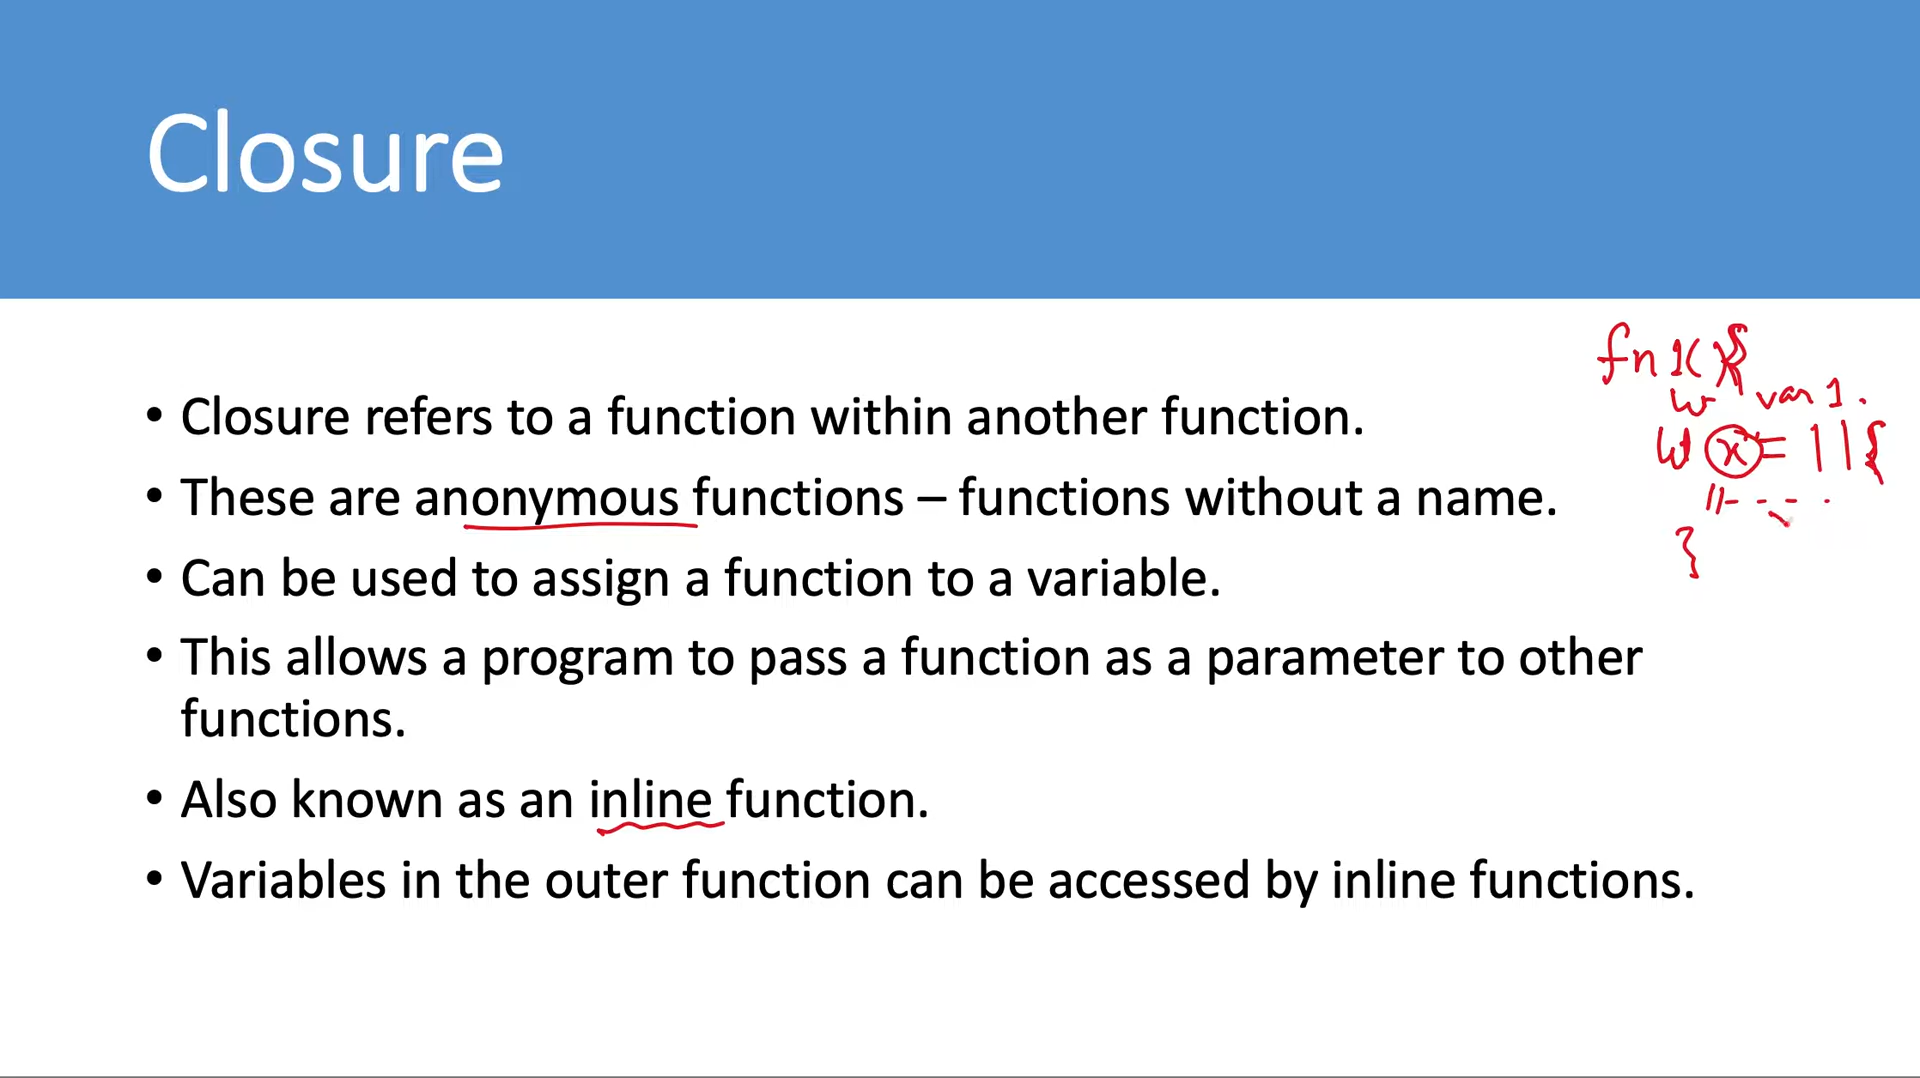 Closure
fn 1( ){
var 1.
x = | | {
}
• Closure refers to a function within another function.
• These are anonymous functions – functions without a name.
• Can be used to assign a function to a variable.
• This allows a program to pass a function as a parameter to other
functions.
• Also known as an inline function.
• Variables in the outer function can be accessed by inline functions.